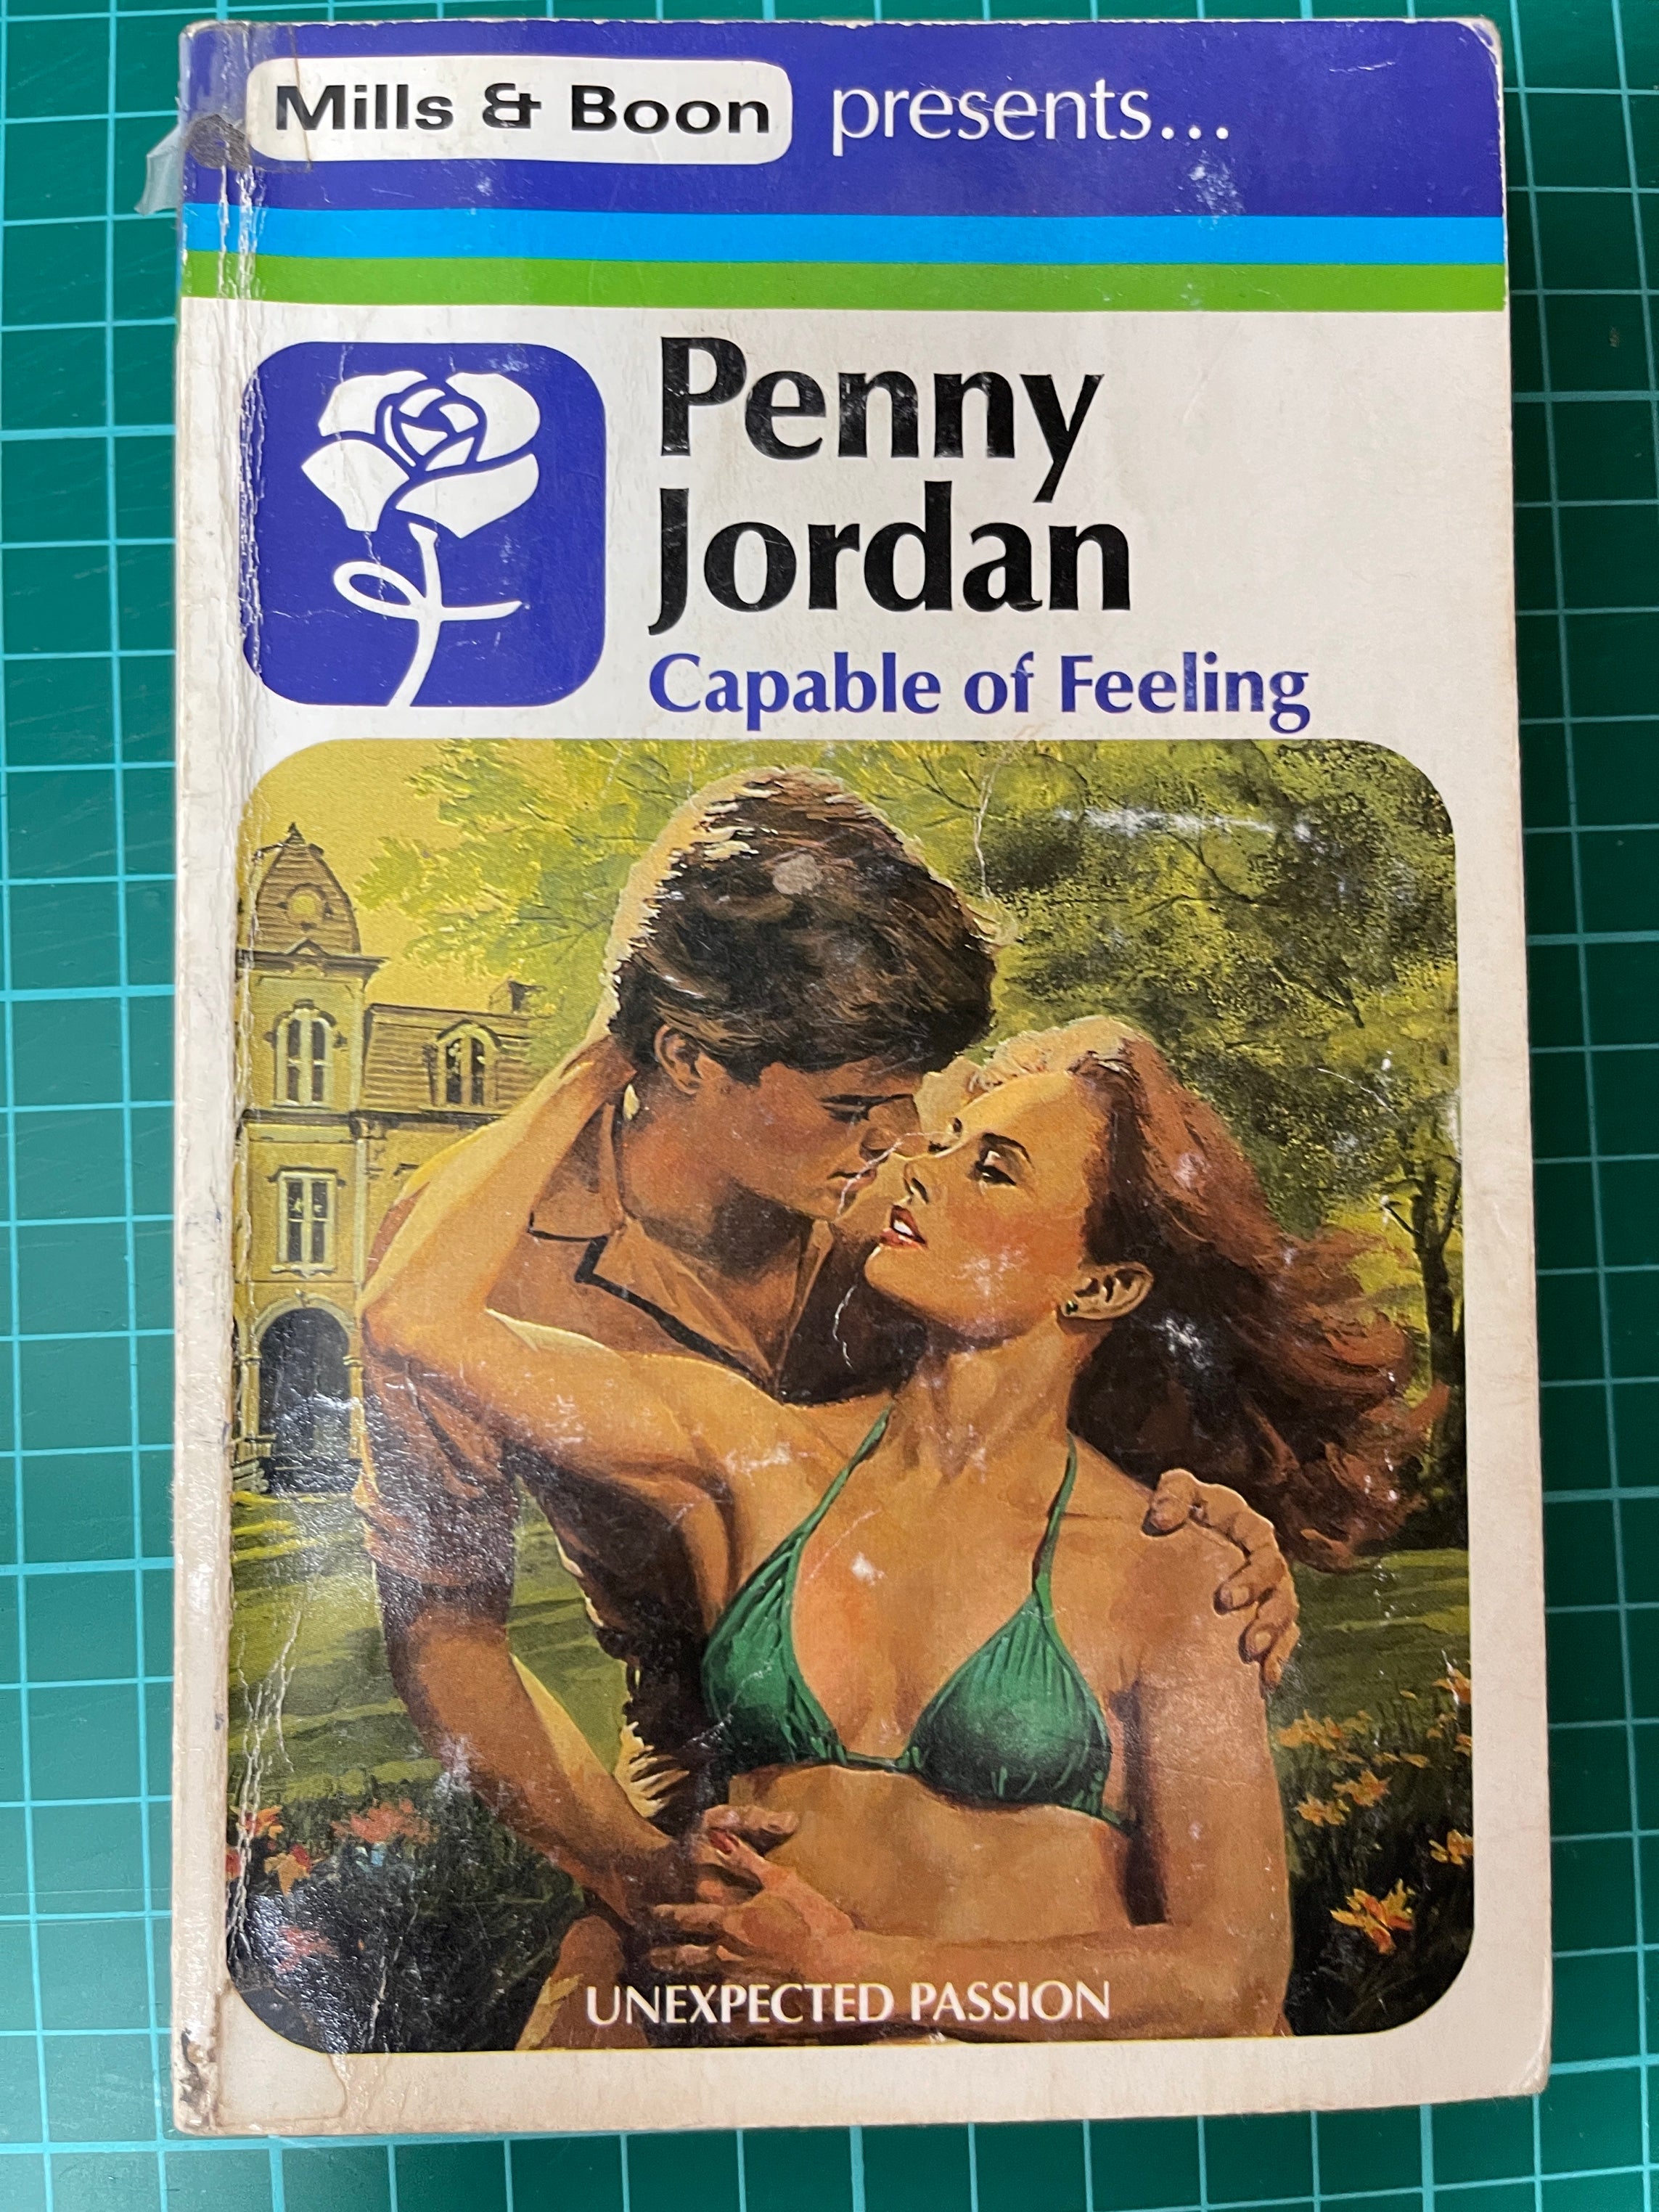 Mills & Boon presents...
Penny
Jordan
Capable of Feeling
UNEXPECTED PASSION